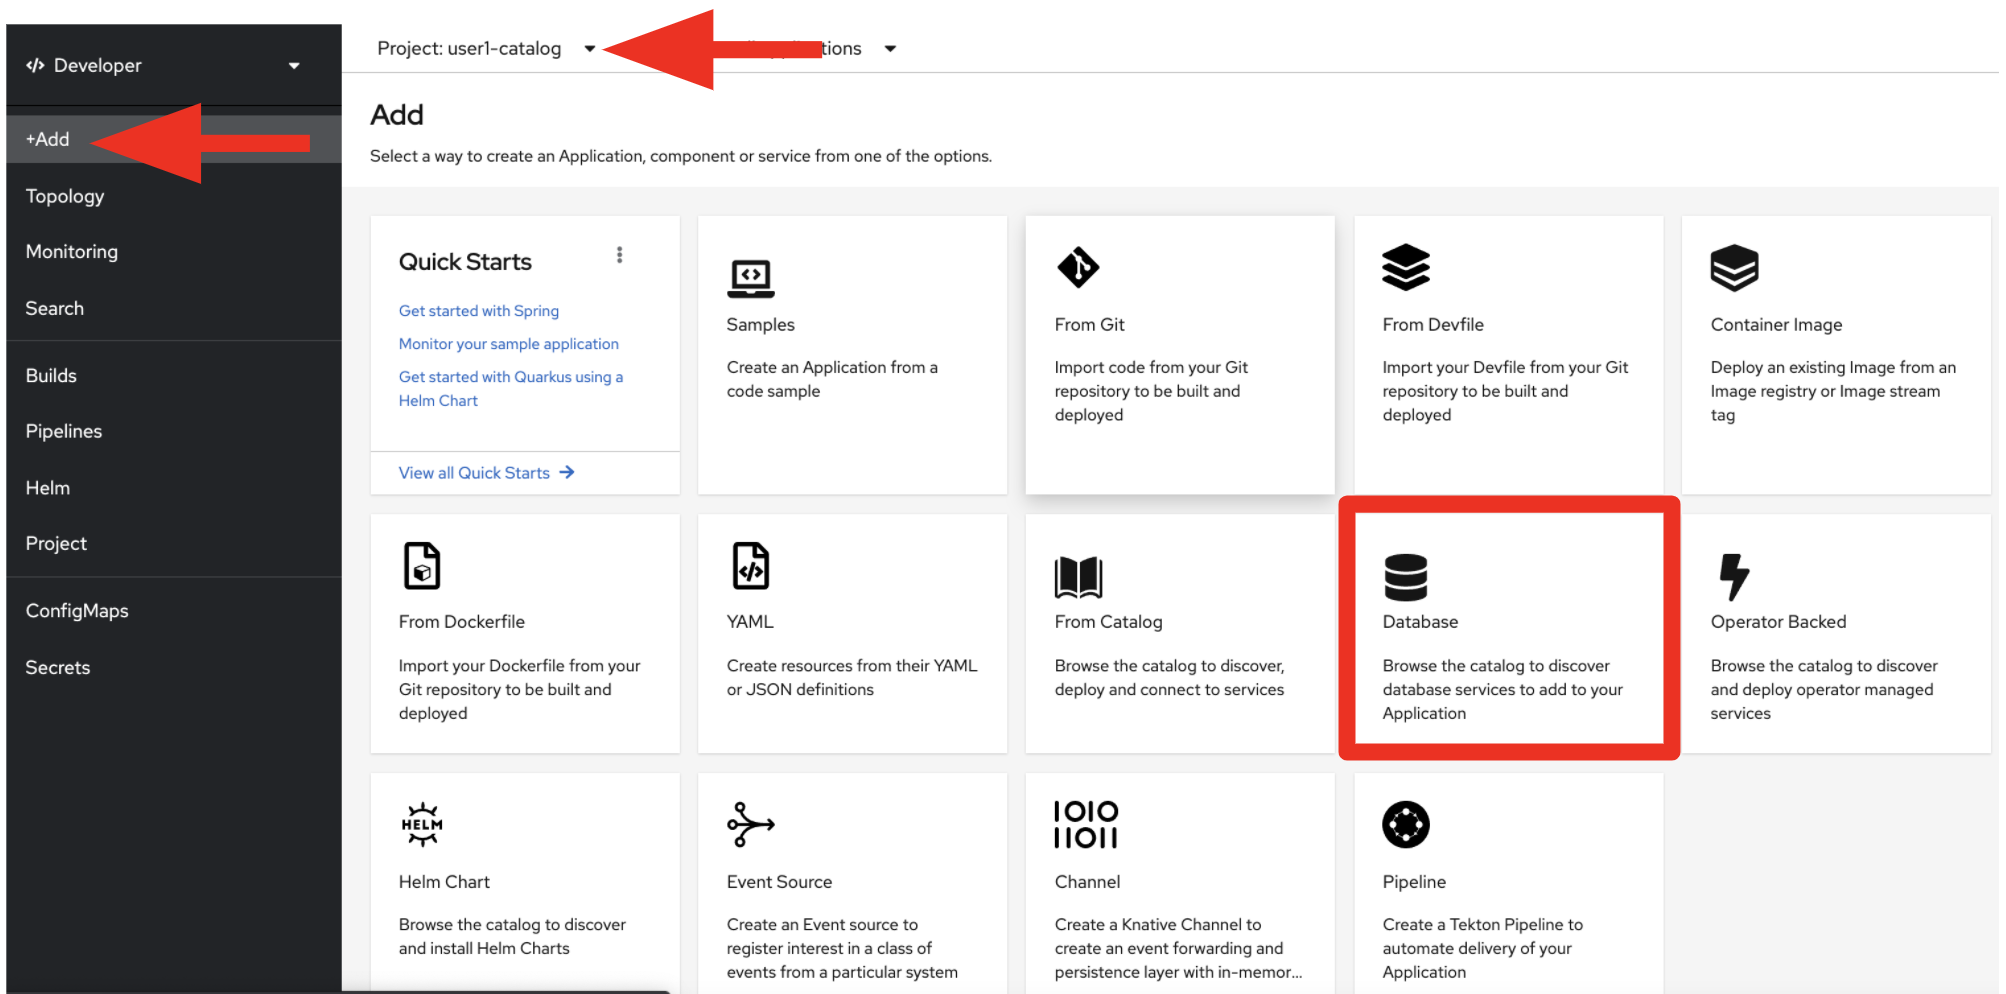 Developer
Project: user1-catalog
+Add
Topology
Monitoring
Search
Builds
Pipelines
Helm
Project
ConfigMaps
Secrets
Add
Select a way to create an Application, component or service from one of the options.
Quick Starts
Get started with Spring
Monitor your sample application
Get started with Quarkus using a
Helm Chart
View all Quick Starts
Samples
Create an Application from a
code sample
From Git
Import code from your Git
repository to be built and
deployed
From Devfile
Import your Devfile from your Git
repository to be built and
deployed
Container Image
Deploy an existing Image from an
Image registry or Image stream
tag
From Dockerfile
Import your Dockerfile from your
Git repository to be built and
deployed
YAML
Create resources from their YAML
or JSON definitions
From Catalog
Browse the catalog to discover,
deploy and connect to services
Database
Browse the catalog to discover
database services to add to your
Application
Operator Backed
Browse the catalog to discover
and deploy operator managed
services
HELM
Helm Chart
Browse the catalog to discover
and install Helm Charts
Event Source
Create an Event source to
register interest in a class of
events from a particular system
1010
11011
Channel
Create a Knative Channel to
create an event forwarding and
persistence layer with in-memor...
Pipeline
Create a Tekton Pipeline to
automate delivery of your
Application